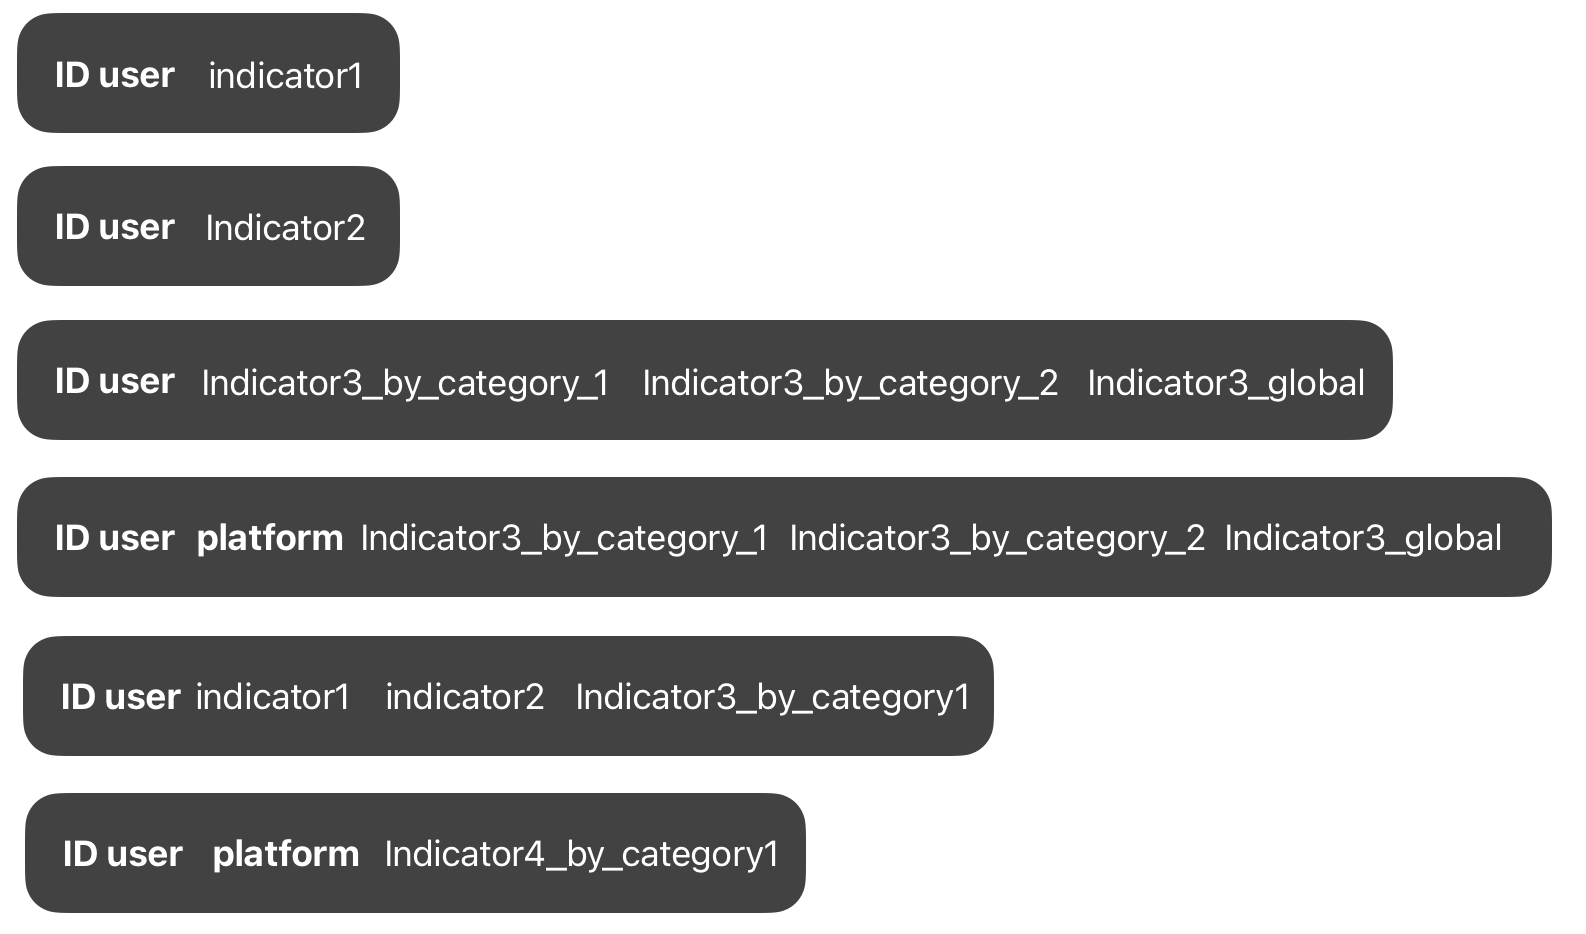 ID user indicator1
ID user Indicator2
ID user Indicator3_by_category_1 Indicator3_by_category_2 Indicator3_global
ID user platform Indicator3_by_category_1 Indicator3_by_category_2 Indicator3_global
ID user indicator1 indicator2 Indicator3_by_category1
ID user platform Indicator4_by_category1